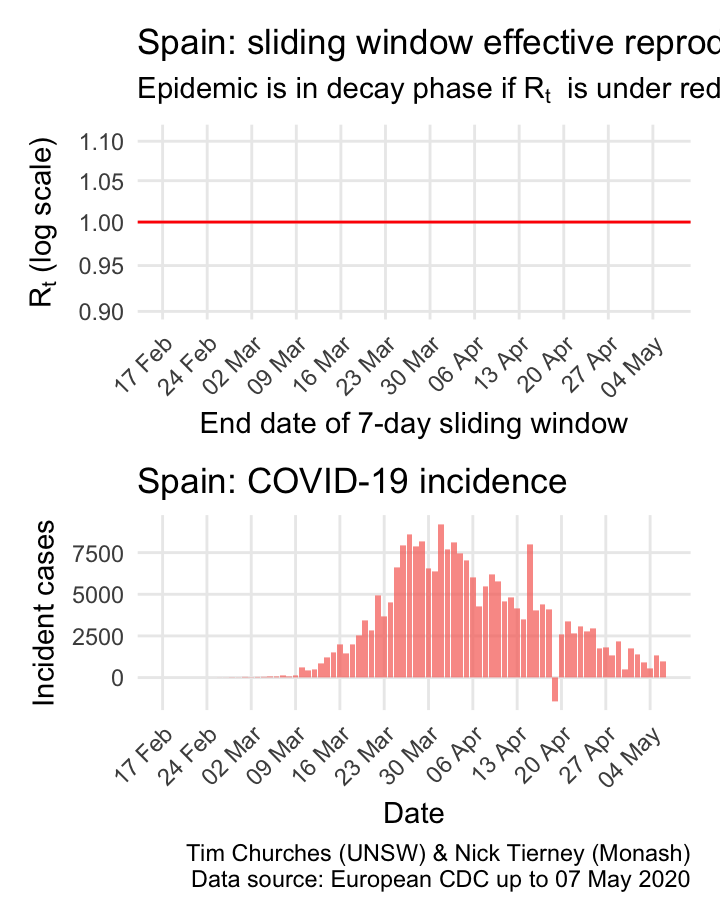 Spain: sliding window effective reprod
Epidemic is in decay phase if Rt is under red
1.10
1.05
1.00
0.95
0.90
Rt (log scale)
17 Feb
24 Feb
02 Mar
09 Mar
16 Mar
23 Mar
30 Mar
06 Apr
13 Apr
20 Apr
27 Apr
04 May
End date of 7-day sliding window
Spain: COVID-19 incidence
7500
5000
2500
0
Incident cases
17 Feb
24 Feb
02 Mar
09 Mar
16 Mar
23 Mar
30 Mar
06 Apr
13 Apr
20 Apr
27 Apr
04 May
Date
Tim Churches (UNSW) & Nick Tierney (Monash)
Data source: European CDC up to 07 May 2020